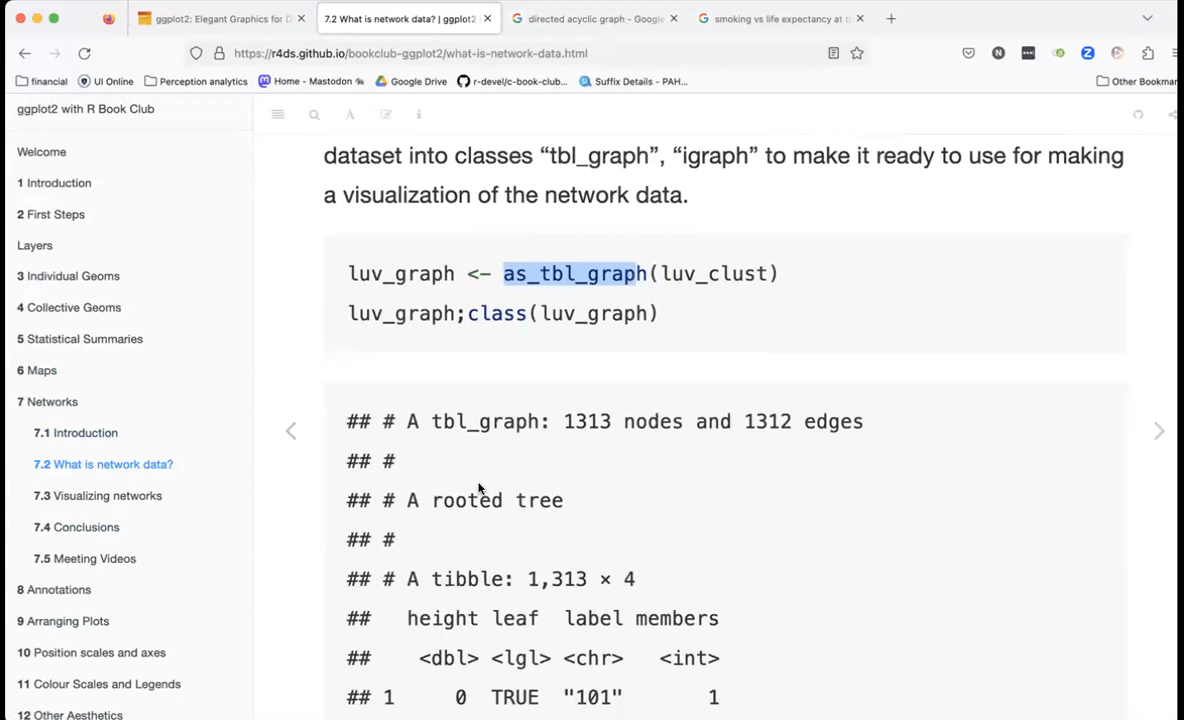 ggplot2: Elegant Graphics for D
7.2 What is network data? | ggplot2
directed acyclic graph - Google
smoking vs life expectancy at t
https://r4ds.github.io/bookclub-ggplot2/what-is-network-data.html
financial
UI Online
Perception analytics
Home - Mastodon
Google Drive
r-devel/c-book-club...
Suffix Details - PAH...
Other Bookmar
ggplot2 with R Book Club
Welcome
1 Introduction
2 First Steps
Layers
3 Individual Geoms
4 Collective Geoms
5 Statistical Summaries
6 Maps
7 Networks
7.1 Introduction
7.2 What is network data?
7.3 Visualizing networks
7.4 Conclusions
7.5 Meeting Videos
8 Annotations
9 Arranging Plots
10 Position scales and axes
11 Colour Scales and Legends
12 Other Aesthetics
dataset into classes “tbl_graph”, “igraph” to make it ready to use for making
a visualization of the network data.
luv_graph <- as_tbl_graph(luv_clust)
luv_graph;class(luv_graph)
## # A tbl_graph: 1313 nodes and 1312 edges
## #
## # A rooted tree
## #
## # A tibble: 1,313 × 4
## height leaf label members
## <dbl> <lgl> <chr> <int>
## 1 0 TRUE "101" 1